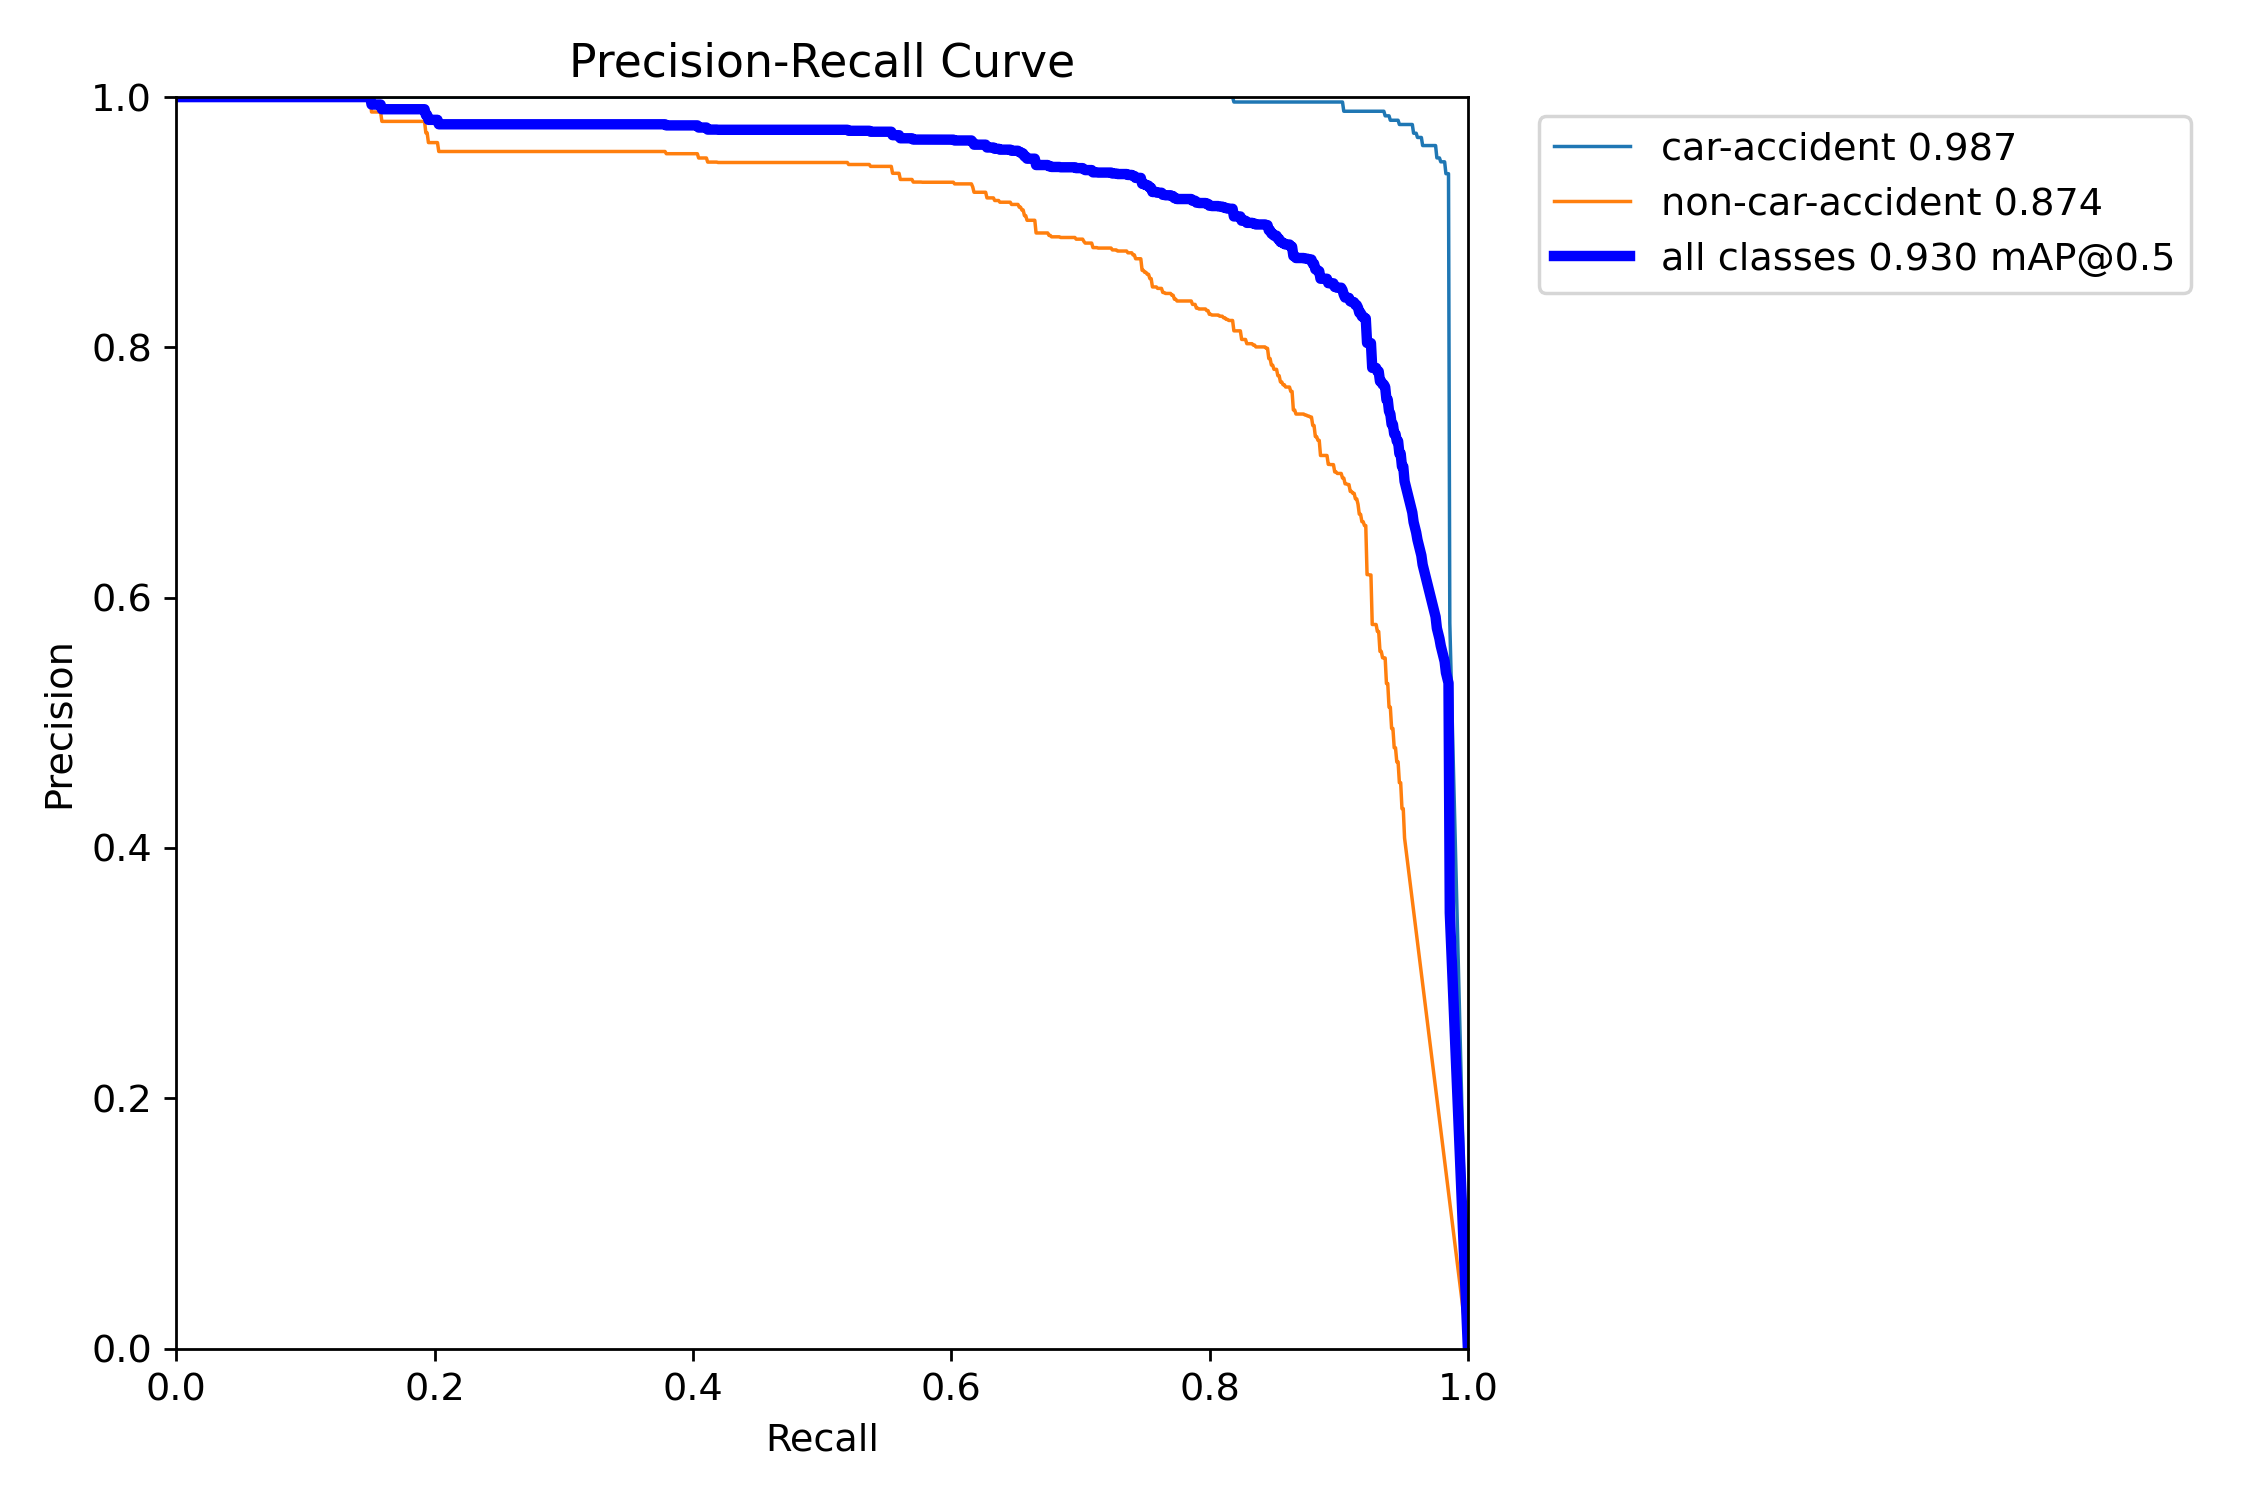 Precision-Recall Curve
1.0
0.8
0.6
0.4
0.2
0.0
Precision
0.0 0.2 0.4 0.6 0.8 1.0
Recall
car-accident 0.987
non-car-accident 0.874
all classes 0.930 mAP@0.5